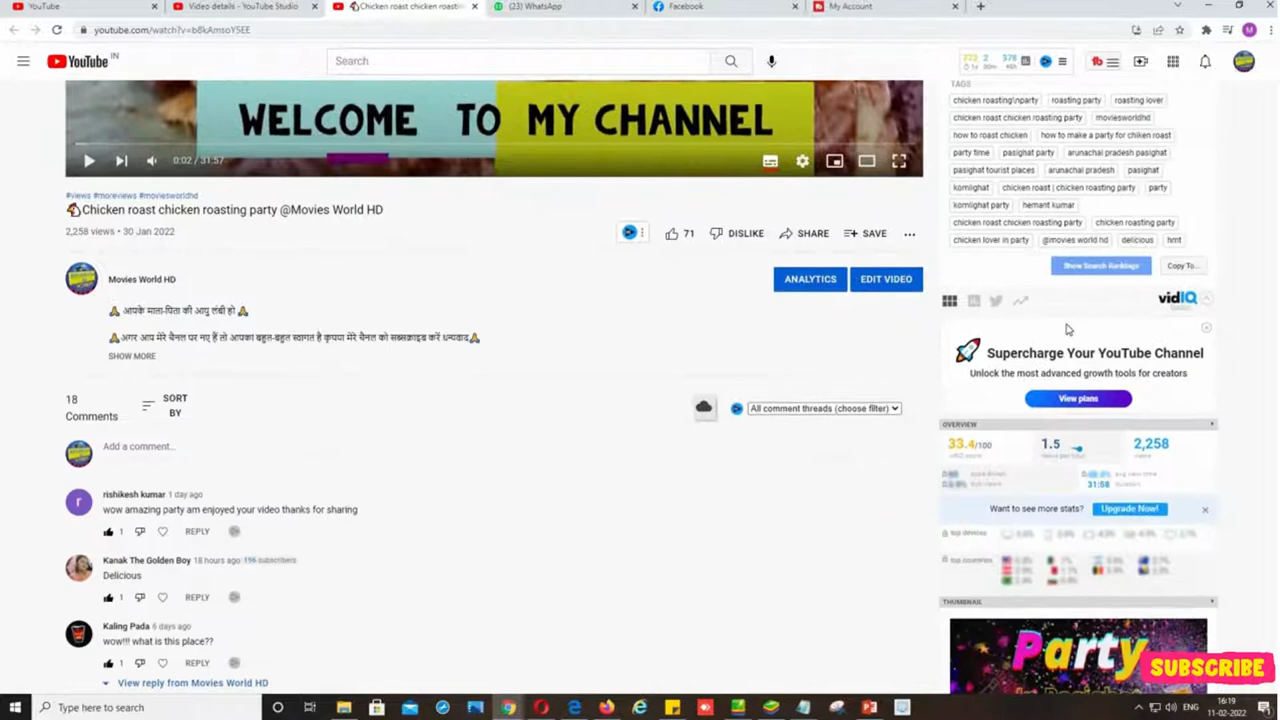 YouTube
Video details - YouTube Studio
Chicken roast chicken roastin
(23) WhatsApp
Facebook
My Account
youtube.com/watch?v=b8kAmsoY5EE
M
YouTube IN
Search
TAGS
WELCOME TO MY CHANNEL
chicken roasting\nparty roasting party roasting lover
chicken roast chicken roasting party moviesworldhd
how to roast chicken how to make a party for chiken roast
party time pasighat party arunachal pradesh pasighat
pasighat tourist places arunachal pradesh pasighat
komlighat chicken roast | chicken roasting party party
komlighat party hemant kumar
chicken roast chicken roasting party chicken roasting party
chicken lover in party @movies world hd delicious hmt
Show Search Rankings Copy To...
0:02 / 31:57
#views #moreviews #moviesworldhd
Chicken roast chicken roasting party @Movies World HD
2,258 views • 30 Jan 2022
71 DISLIKE SHARE SAVE
Movies World HD
ANALYTICS EDIT VIDEO
🙏 आपके माता-पिता की आयु लंबी हो 🙏
🙏अगर आप मेरे चैनल पर नए हैं तो आपका बहुत-बहुत स्वागत है कृपया मेरे चैनल को सब्सक्राइब करें धन्यवाद🙏
SHOW MORE
18 Comments
SORT BY
All comment threads (choose filter)
Add a comment...
rishikesh kumar 1 day ago
wow amazing party am enjoyed your video thanks for sharing
1 REPLY
Kanak The Golden Boy 18 hours ago 196 subscribers
Delicious
1 REPLY
Kaling Pada 6 days ago
wow!!! what is this place??
1 REPLY
View reply from Movies World HD
vidIQ
Supercharge Your YouTube Channel
Unlock the most advanced growth tools for creators
View plans
OVERVIEW
33.4/100 1.5 2,258
31:58
Want to see more stats? Upgrade Now!
top devices
top countries
THUMBNAIL
Party
SUBSCRIBE
Type here to search
ENG
16:19
11-02-2022